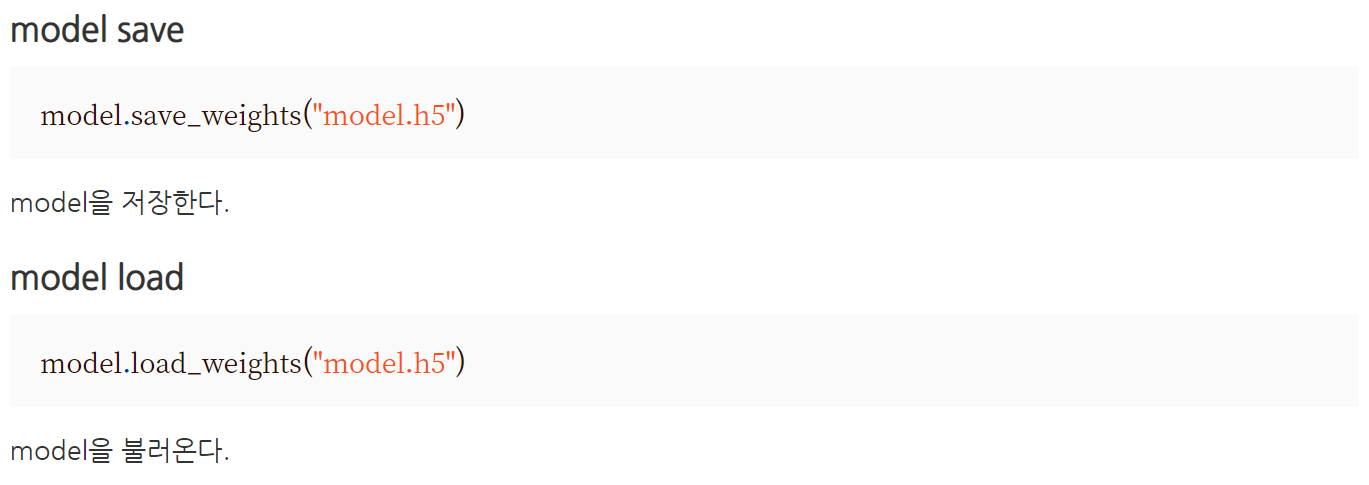 model save
model.save_weights("model.h5")
model을 저장한다.
model load
model.load_weights("model.h5")
model을 불러온다.